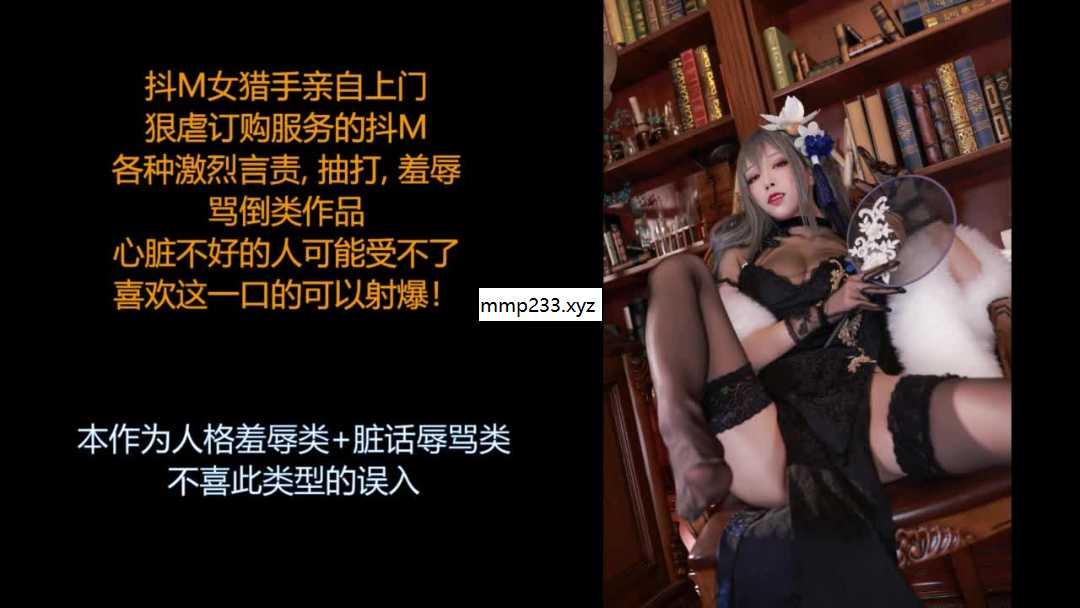 抖M女猎手亲自上门
狠虐订购服务的抖M
各种激烈言责, 抽打, 羞辱
骂倒类作品
心脏不好的人可能受不了
喜欢这一口的可以射爆！
mmp233.xyz
本作为人格羞辱类+脏话辱骂类
不喜此类型的误入